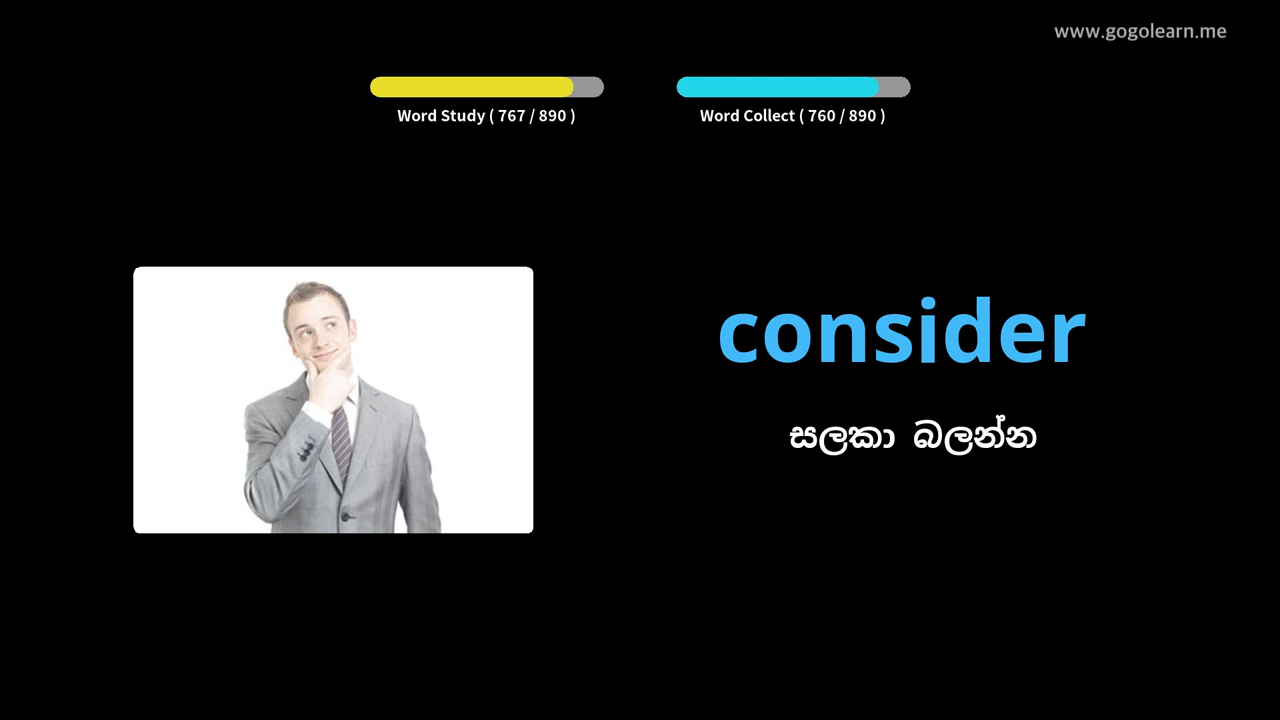 www.gogolearn.me
Word Study ( 767 / 890 )
Word Collect ( 760 / 890 )
consider
සලකා බලන්න